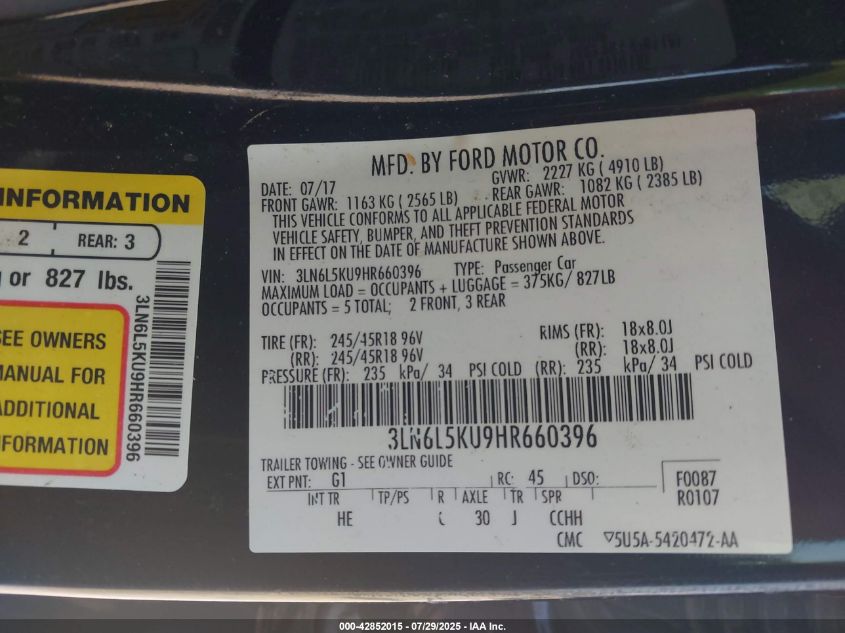 INFORMATION
2 REAR: 3
or 827 lbs.
SEE OWNERS
MANUAL FOR
ADDITIONAL
INFORMATION
3LN6L5KU9HR660396
MFD. BY FORD MOTOR CO.
DATE: 07/17 GVWR: 2227 KG ( 4910 LB)
FRONT GAWR: 1163 KG ( 2565 LB) REAR GAWR: 1082 KG ( 2385 LB)
THIS VEHICLE CONFORMS TO ALL APPLICABLE FEDERAL MOTOR
VEHICLE SAFETY, BUMPER, AND THEFT PREVENTION STANDARDS
IN EFFECT ON THE DATE OF MANUFACTURE SHOWN ABOVE.
VIN: 3LN6L5KU9HR660396 TYPE: Passenger Car
MAXIMUM LOAD = OCCUPANTS + LUGGAGE = 375KG/ 827LB
OCCUPANTS = 5 TOTAL; 2 FRONT, 3 REAR
TIRE (FR): 245/45R18 96V RIMS (FR): 18x8.0J
(RR): 245/45R18 96V (RR): 18x8.0J
PRESSURE (FR): 235 kPa/ 34 PSI COLD (RR): 235 kPa/ 34 PSI COLD
3LN6L5KU9HR660396
TRAILER TOWING - SEE OWNER GUIDE
EXT PNT: G1 RC: 45 DSO: F0087
INT TR TP/PS R AXLE TR SPR R0107
HE 30 J CCHH
CMC ▽5U5A-5420472-AA
000-42852015 | 07/29/2025 | IAA Inc.